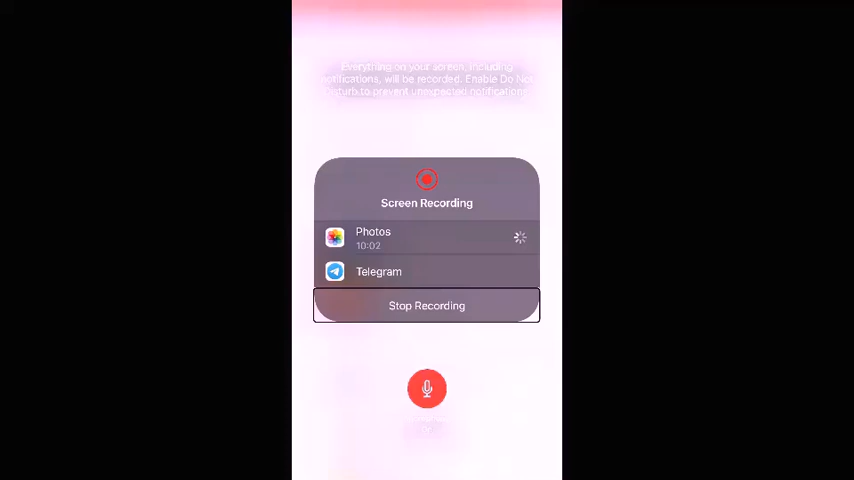 Everything on your screen, including
notifications, will be recorded. Enable Do Not
Disturb to prevent unexpected notifications.
Screen Recording
Photos
10:02
Telegram
Stop Recording